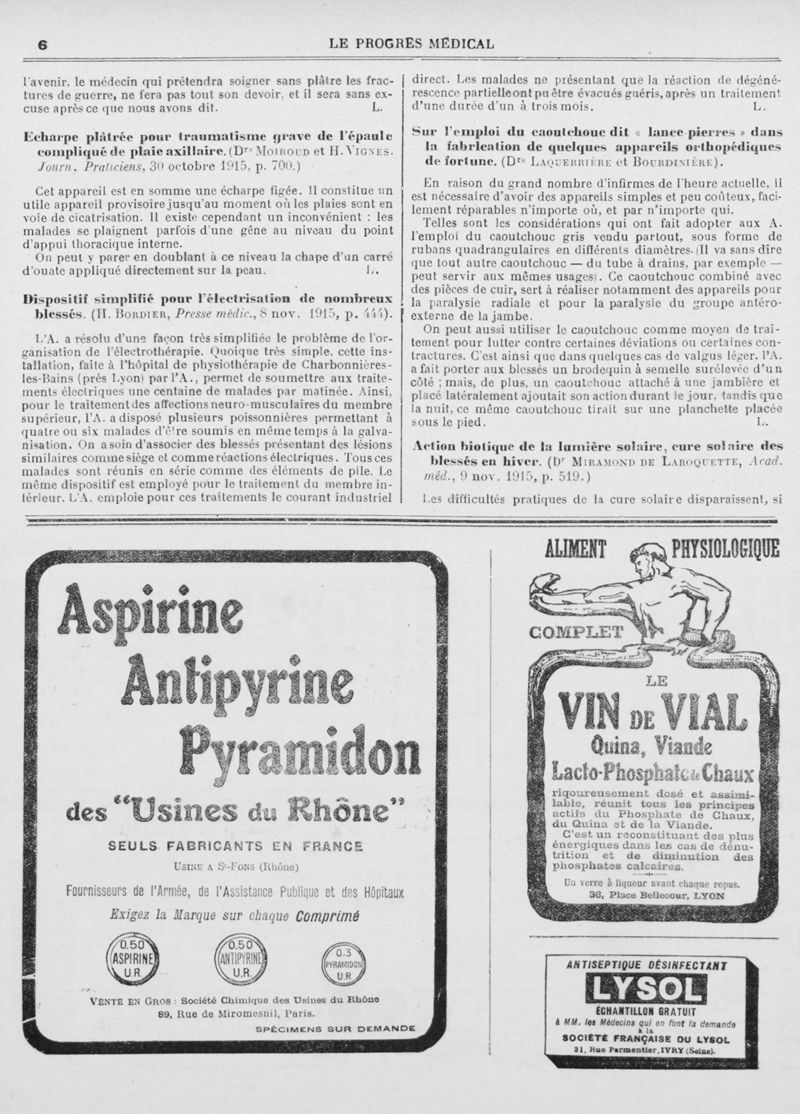 6
LE PROGRÈS MÉDICAL
l'avenir, le médecin qui prétendra soigner sans plâtre les frac-
tures de guerre, ne fera pas tout son devoir, et il sera sans ex-
cuse après ce que nous avons dit. L.
Echarpe plâtrée pour traumatisme grave de l'épaule
compliqué de plaie axillaire. (Drs Moiroud et H. Vignes.
Journ. Praticiens, 30 octobre 1915, p. 700.)
Cet appareil est en somme une écharpe figée. Il constitue un
utile appareil provisoire jusqu'au moment où les plaies sont en
voie de cicatrisation. Il existe cependant un inconvénient : les
malades se plaignent parfois d'une gêne au niveau du point
d'appui thoracique interne.
On peut y parer en doublant à ce niveau la chape d'un carré
d'ouate appliqué directement sur la peau. L.
Dispositif simplifié pour l'électrisation de nombreux
blessés. (H. Bordier, Presse médic., 8 nov. 1915, p. 444).
L'A. a résolu d'une façon très simplifiée le problème de l'or-
ganisation de l'électrothérapie. Quoique très simple, cette ins-
tallation, faite à l'hôpital de physiothérapie de Charbonnières-
les-Bains (près Lyon) par l'A., permet de soumettre aux traite-
ments électriques une centaine de malades par matinée. Ainsi,
pour le traitement des affections neuro-musculaires du membre
supérieur, l'A. a disposé plusieurs poissonnières permettant à
quatre ou six malades d'être soumis en même temps à la galva-
nisation. On a soin d'associer des blessés présentant des lésions
similaires comme siège et comme réactions électriques. Tous ces
malades sont réunis en série comme des éléments de pile. Le
même dispositif est employé pour le traitement du membre in-
férieur. L'A. emploie pour ces traitements le courant industriel
direct. Les malades ne présentant que la réaction de dégéné-
rescence partielle ont pu être évacués guéris, après un traitement
d'une durée d'un à trois mois. L.
Sur l'emploi du caoutchouc dit « lance-pierres » dans
la fabrication de quelques appareils orthopédiques
de fortune. (Drs Laquerrière et Bourdinière).
En raison du grand nombre d'infirmes de l'heure actuelle, il
est nécessaire d'avoir des appareils simples et peu coûteux, faci-
lement réparables n'importe où, et par n'importe qui.
Telles sont les considérations qui ont fait adopter aux A.
l'emploi du caoutchouc gris vendu partout, sous forme de
rubans quadrangulaires en différents diamètres. (Il va sans dire
que tout autre caoutchouc — du tube à drains, par exemple —
peut servir aux mêmes usages). Ce caoutchouc combiné avec
des pièces de cuir, sert à réaliser notamment des appareils pour
la paralysie radiale et pour la paralysie du groupe antéro-
externe de la jambe.
On peut aussi utiliser le caoutchouc comme moyen de trai-
tement pour lutter contre certaines déviations ou certaines con-
tractures. C'est ainsi que dans quelques cas de valgus léger, l'A.
a fait porter aux blessés un brodequin à semelle surélevée d'un
côté ; mais, de plus, un caoutchouc attaché à une jambière et
placé latéralement ajoutait son action durant le jour, tandis que
la nuit, ce même caoutchouc tirait sur une planchette placée
sous le pied. L.
Action biotique de la lumière solaire, cure solaire des
blessés en hiver. (Dr Miramond de Laroquette, Acad.
méd., 9 nov. 1915, p. 519.)
Les difficultés pratiques de la cure solaire disparaissent, si
Aspirine
Antipyrine
Pyramidon
des "Usines du Rhône"
SEULS FABRICANTS EN FRANCE
Usine a St-Fons (Rhône)
Fournisseurs de l'Armée, de l'Assistance Publique et des Hôpitaux
Exigez la Marque sur chaque Comprimé
0.50 ASPIRINE U.R.
0.50 ANTIPYRINE U.R.
0.3 PYRAMIDON U.R
Vente en Gros : Société Chimique des Usines du Rhône
89, Rue de Miromesnil, Paris.
SPÉCIMENS SUR DEMANDE
ALIMENT PHYSIOLOGIQUE
COMPLET
LE
VIN DE VIAL
Quina, Viande
Lacto-Phosphate de Chaux
rigoureusement dosé et assimi-
lable, réunit tous les principes
actifs du Phosphate de Chaux,
du Quina et de la Viande.
C'est un reconstituant des plus
énergiques dans les cas de dénu-
trition et de diminution des
phosphates calcaires.
Un verre à liqueur avant chaque repas.
36, Place Bellecour, LYON
ANTISEPTIQUE DÉSINFECTANT
LYSOL
ÉCHANTILLON GRATUIT
à MM. les Médecins qui en font la demande
à la
SOCIÉTÉ FRANÇAISE DU LYSOL
31, Rue Parmentier, IVRY (Seine).